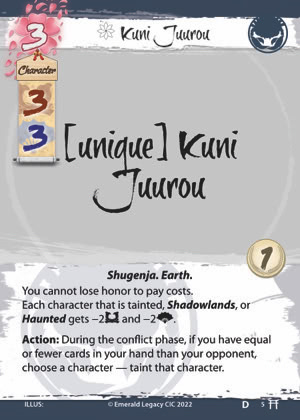 3
Kuni Juurou
Character
3
3
[unique] Kuni
Juurou
1
Shugenja. Earth.
You cannot lose honor to pay costs.
Each character that is tainted, Shadowlands, or
Haunted gets –2 and –2.
Action: During the conflict phase, if you have equal
or fewer cards in your hand than your opponent,
choose a character — taint that character.
ILLUS: © Emerald Legacy CIC 2022 D 5